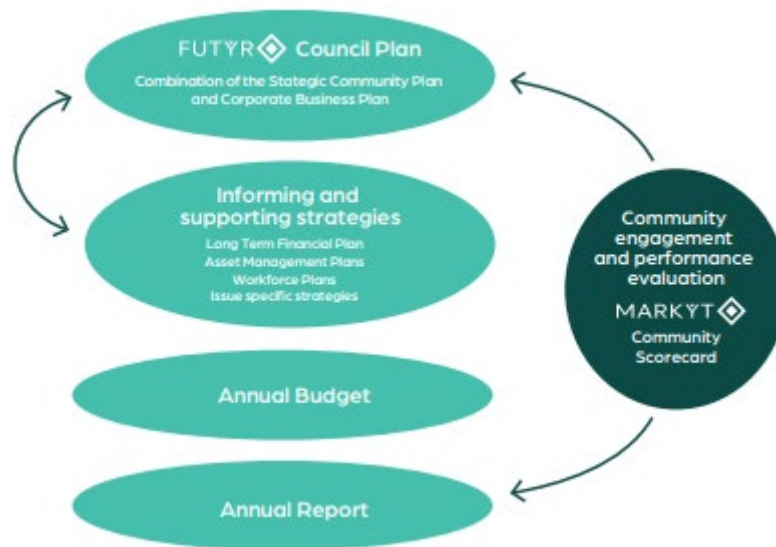 FUTYR Council Plan
Combination of the Stategic Community Plan
and Corporate Business Plan
Informing and
supporting strategies
Long Term Financial Plan
Asset Management Plans
Workforce Plans
Issue specific strategies
Community
engagement
and performance
evaluation
MARKYT
Community
Scorecard
Annual Budget
Annual Report